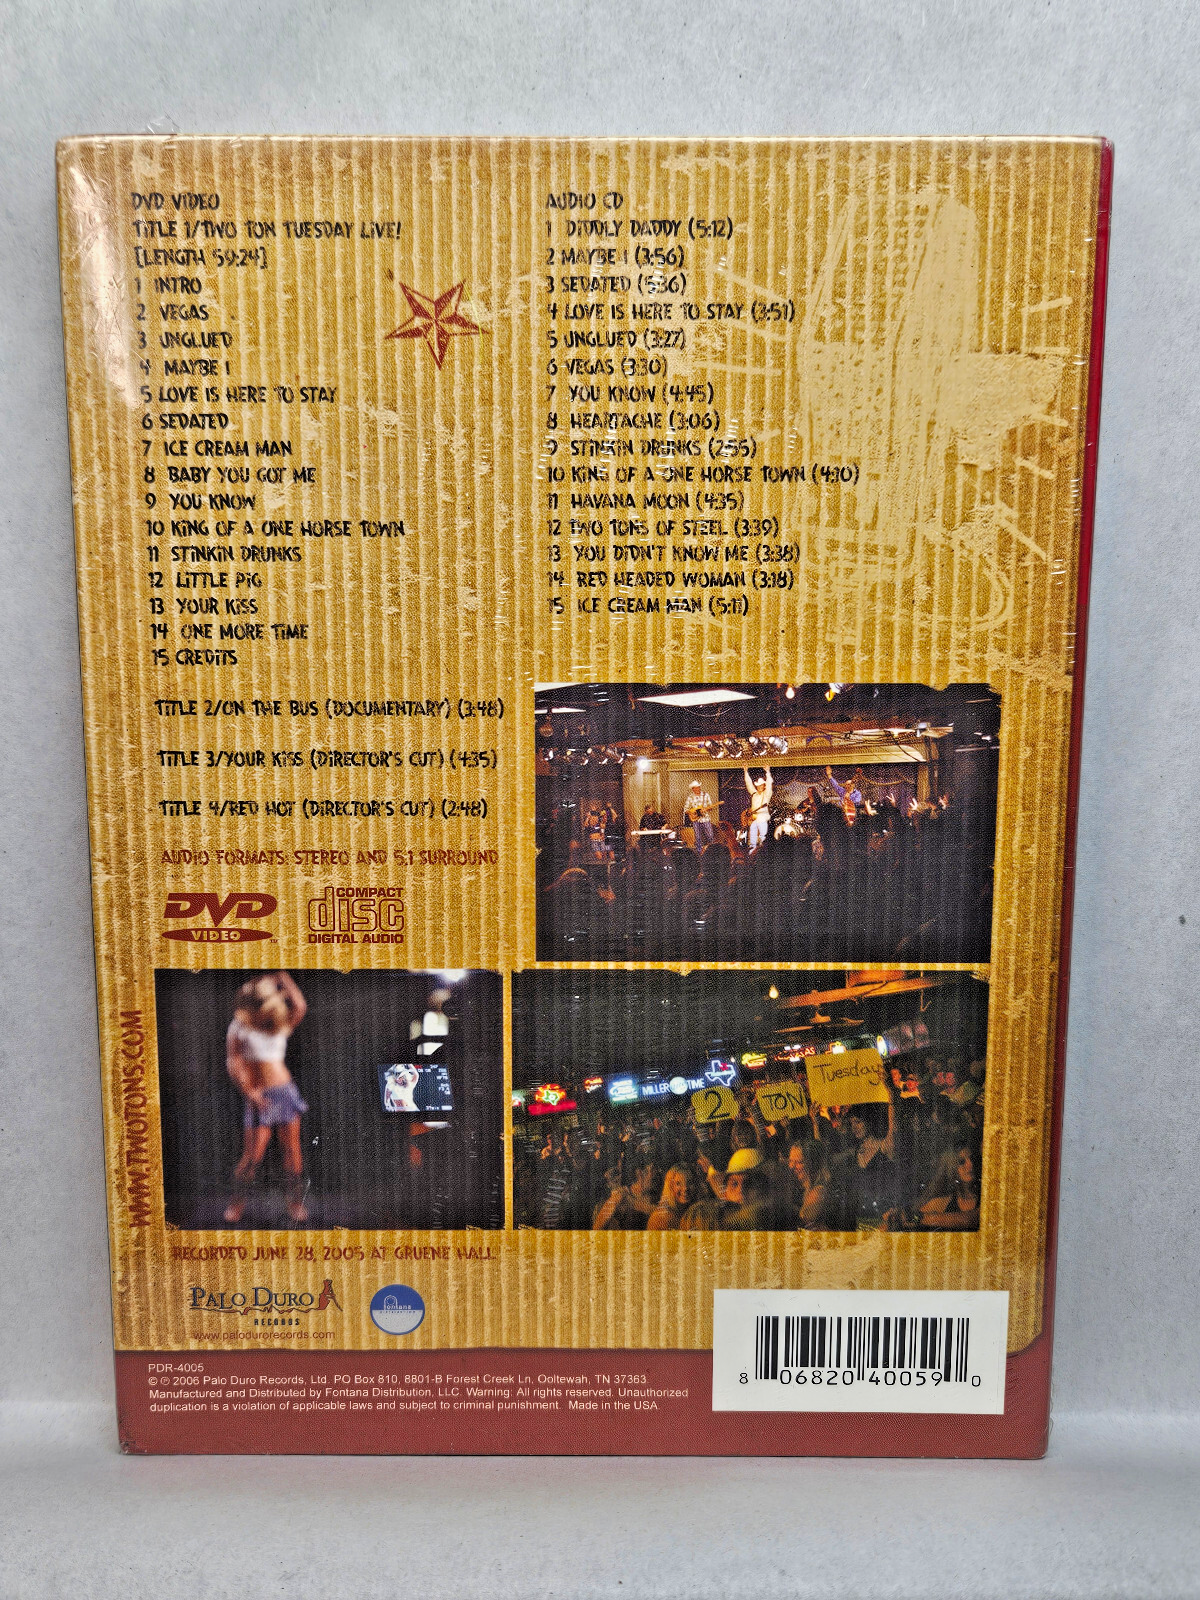 DVD VIDEO
TITLE 1/TWO TON TUESDAY LIVE!
[LENGTH 59:24]
1 INTRO
2 VEGAS
3 UNGLUED
4 MAYBE I
5 LOVE IS HERE TO STAY
6 SEDATED
7 ICE CREAM MAN
8 BABY YOU GOT ME
9 YOU KNOW
10 KING OF A ONE HORSE TOWN
11 STINKIN DRUNKS
12 LITTLE PIG
13 YOUR KISS
14 ONE MORE TIME
15 CREDITS
TITLE 2/ON THE BUS (DOCUMENTARY) (3:48)
TITLE 3/YOUR KISS (DIRECTOR'S CUT) (4:35)
TITLE 4/RED HOT (DIRECTOR'S CUT) (2:48)
AUDIO FORMATS: STEREO AND 5.1 SURROUND
DVD
VIDEO
COMPACT
disc
DIGITAL AUDIO
AUDIO CD
1 DIDDLY DADDY (5:12)
2 MAYBE I (3:56)
3 SEDATED (5:36)
4 LOVE IS HERE TO STAY (3:51)
5 UNGLUED (3:27)
6 VEGAS (3:30)
7 YOU KNOW (4:45)
8 HEARTACHE (3:06)
9 STINKIN DRUNKS (2:55)
10 KING OF A ONE HORSE TOWN (4:10)
11 HAVANA MOON (4:35)
12 TWO TONS OF STEEL (3:39)
13 YOU DIDN'T KNOW ME (3:38)
14 RED HEADED WOMAN (3:18)
15 ICE CREAM MAN (5:11)
MILLER TIME
2 TON Tuesday
WWW.TWOTONS.COM
RECORDED JUNE 28, 2005 AT GRUENE HALL
PALO DURO
RECORDS
www.palodurorecords.com
fontana
PDR-4005
© ℗ 2006 Palo Duro Records, Ltd. PO Box 810, 8801-B Forest Creek Ln, Ooltewah, TN 37363
Manufactured and Distributed by Fontana Distribution, LLC. Warning: All rights reserved. Unauthorized
duplication is a violation of applicable laws and subject to criminal punishment. Made in the USA
8 06820 40059 0